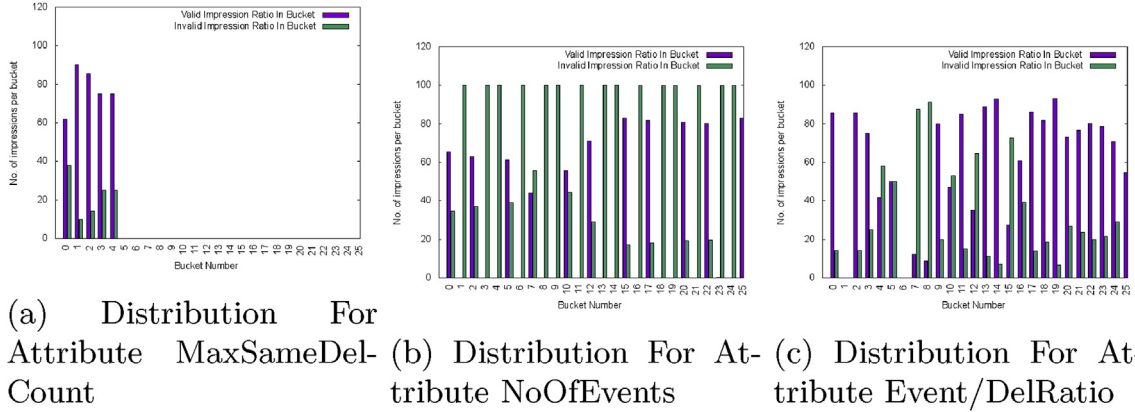 120
100
80
60
40
20
0
No. of impressions per bucket
Valid Impression Ratio In Bucket
Invalid Impression Ratio In Bucket
0 1 2 3 4 5 6 7 8 9 10 11 12 13 14 15 16 17 18 19 20 21 22 23 24 25
Bucket Number
(a) Distribution For
Attribute MaxSameDel-
Count
120
100
80
60
40
20
0
No. of impressions per bucket
Valid Impression Ratio In Bucket
Invalid Impression Ratio In Bucket
0 1 2 3 4 5 6 7 8 9 10 11 12 13 14 15 16 17 18 19 20 21 22 23 24 25
Bucket Number
(b) Distribution For At-
tribute NoOfEvents
120
100
80
60
40
20
0
No. of impressions per bucket
Valid Impression Ratio In Bucket
Invalid Impression Ratio In Bucket
0 1 2 3 4 5 6 7 8 9 10 11 12 13 14 15 16 17 18 19 20 21 22 23 24 25
Bucket Number
(c) Distribution For At-
tribute Event/DelRatio